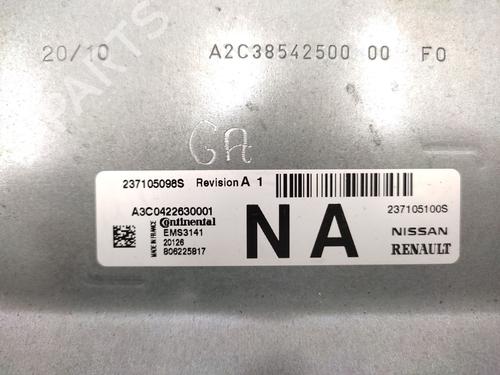 20/10 A2C38542500 00 F0
GA
237105098S Revision A 1
A3C0422630001 237105100S
MADE IN FRANCE Continental NA NISSAN
EMS3141 RENAULT
20126
806225817
PARTS